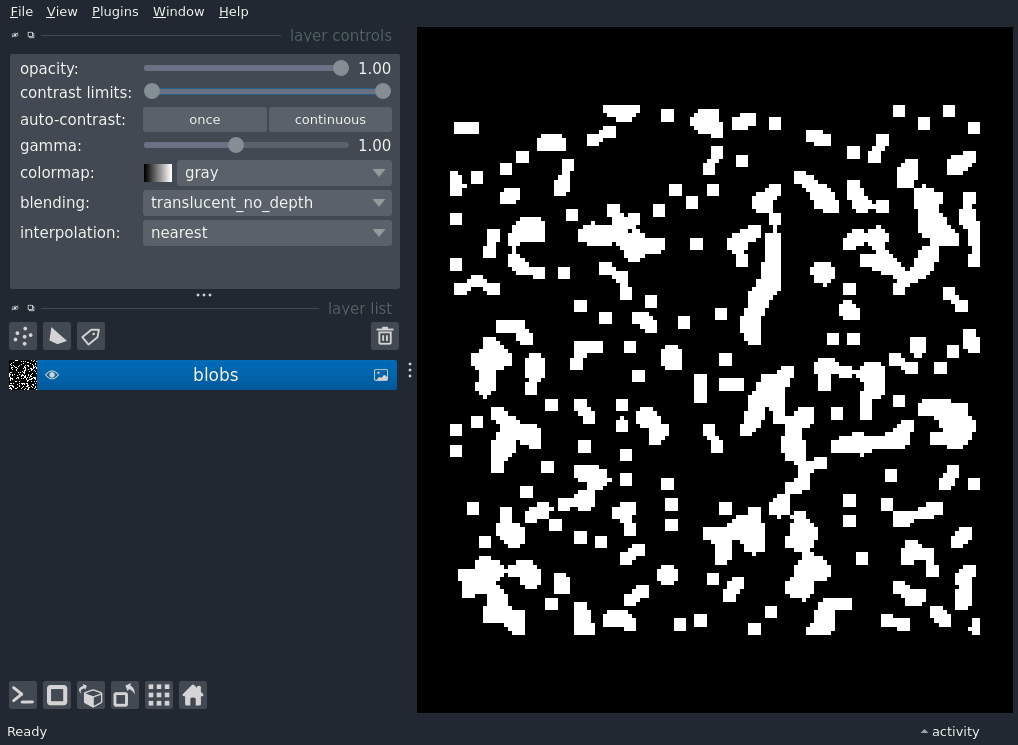 File View Plugins Window Help
layer controls
opacity: 1.00
contrast limits:
auto-contrast: once continuous
gamma: 1.00
colormap: gray
blending: translucent_no_depth
interpolation: nearest
layer list
blobs
Ready activity